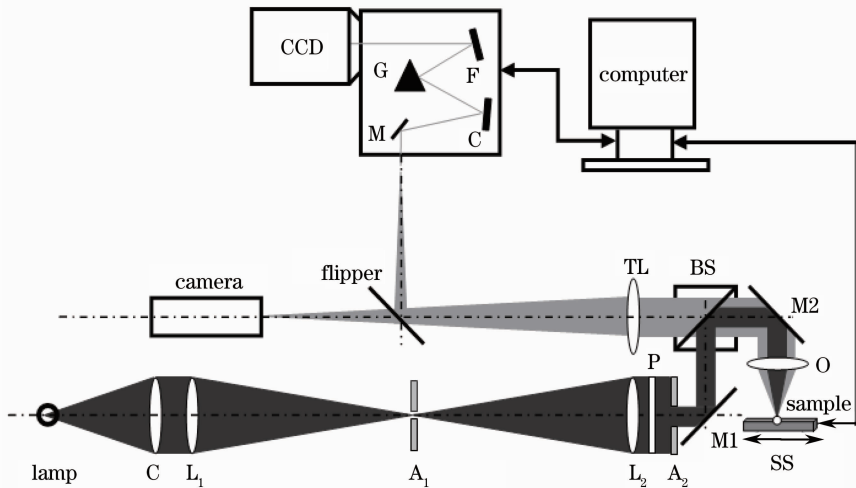 CCD
G
F
computer
M
C
camera
flipper
TL
BS
M2
P
O
sample
M1
SS
lamp
C
L₁
A₁
L₂
A₂